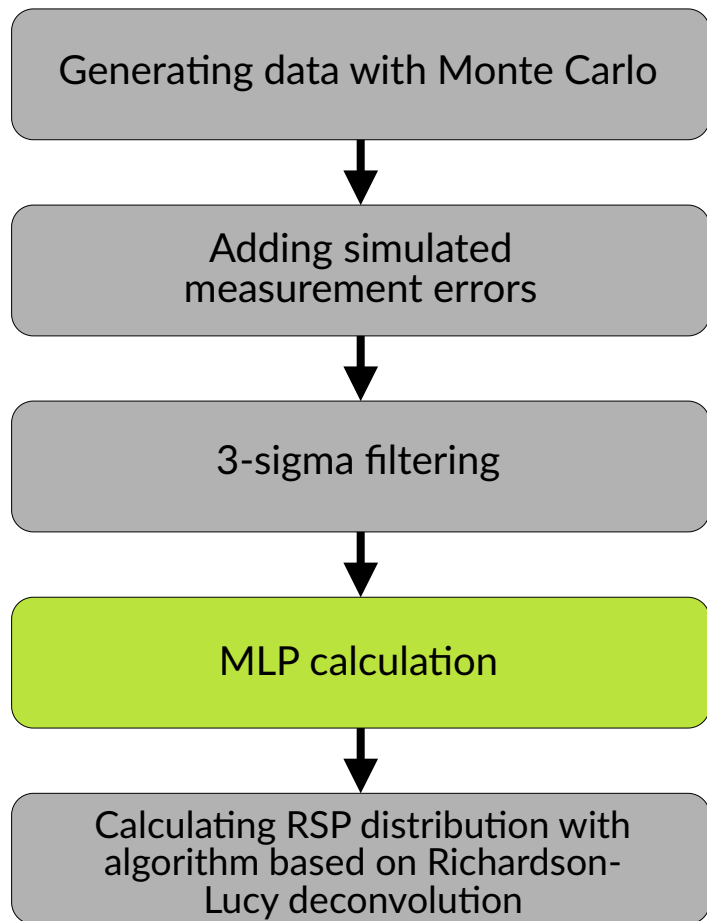 Generating data with Monte Carlo
Adding simulated
measurement errors
3-sigma filtering
MLP calculation
Calculating RSP distribution with
algorithm based on Richardson-
Lucy deconvolution